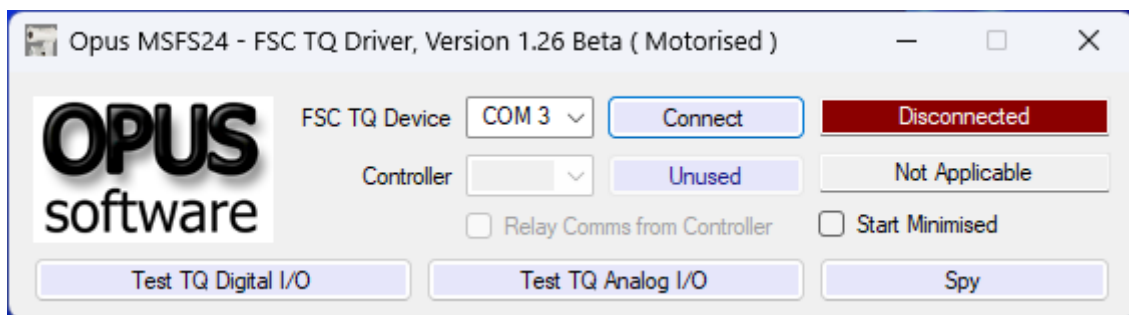 Opus MSFS24 - FSC TQ Driver, Version 1.26 Beta ( Motorised )
OPUS
software
FSC TQ Device COM 3 Connect Disconnected
Controller Unused Not Applicable
Relay Comms from Controller Start Minimised
Test TQ Digital I/O Test TQ Analog I/O Spy